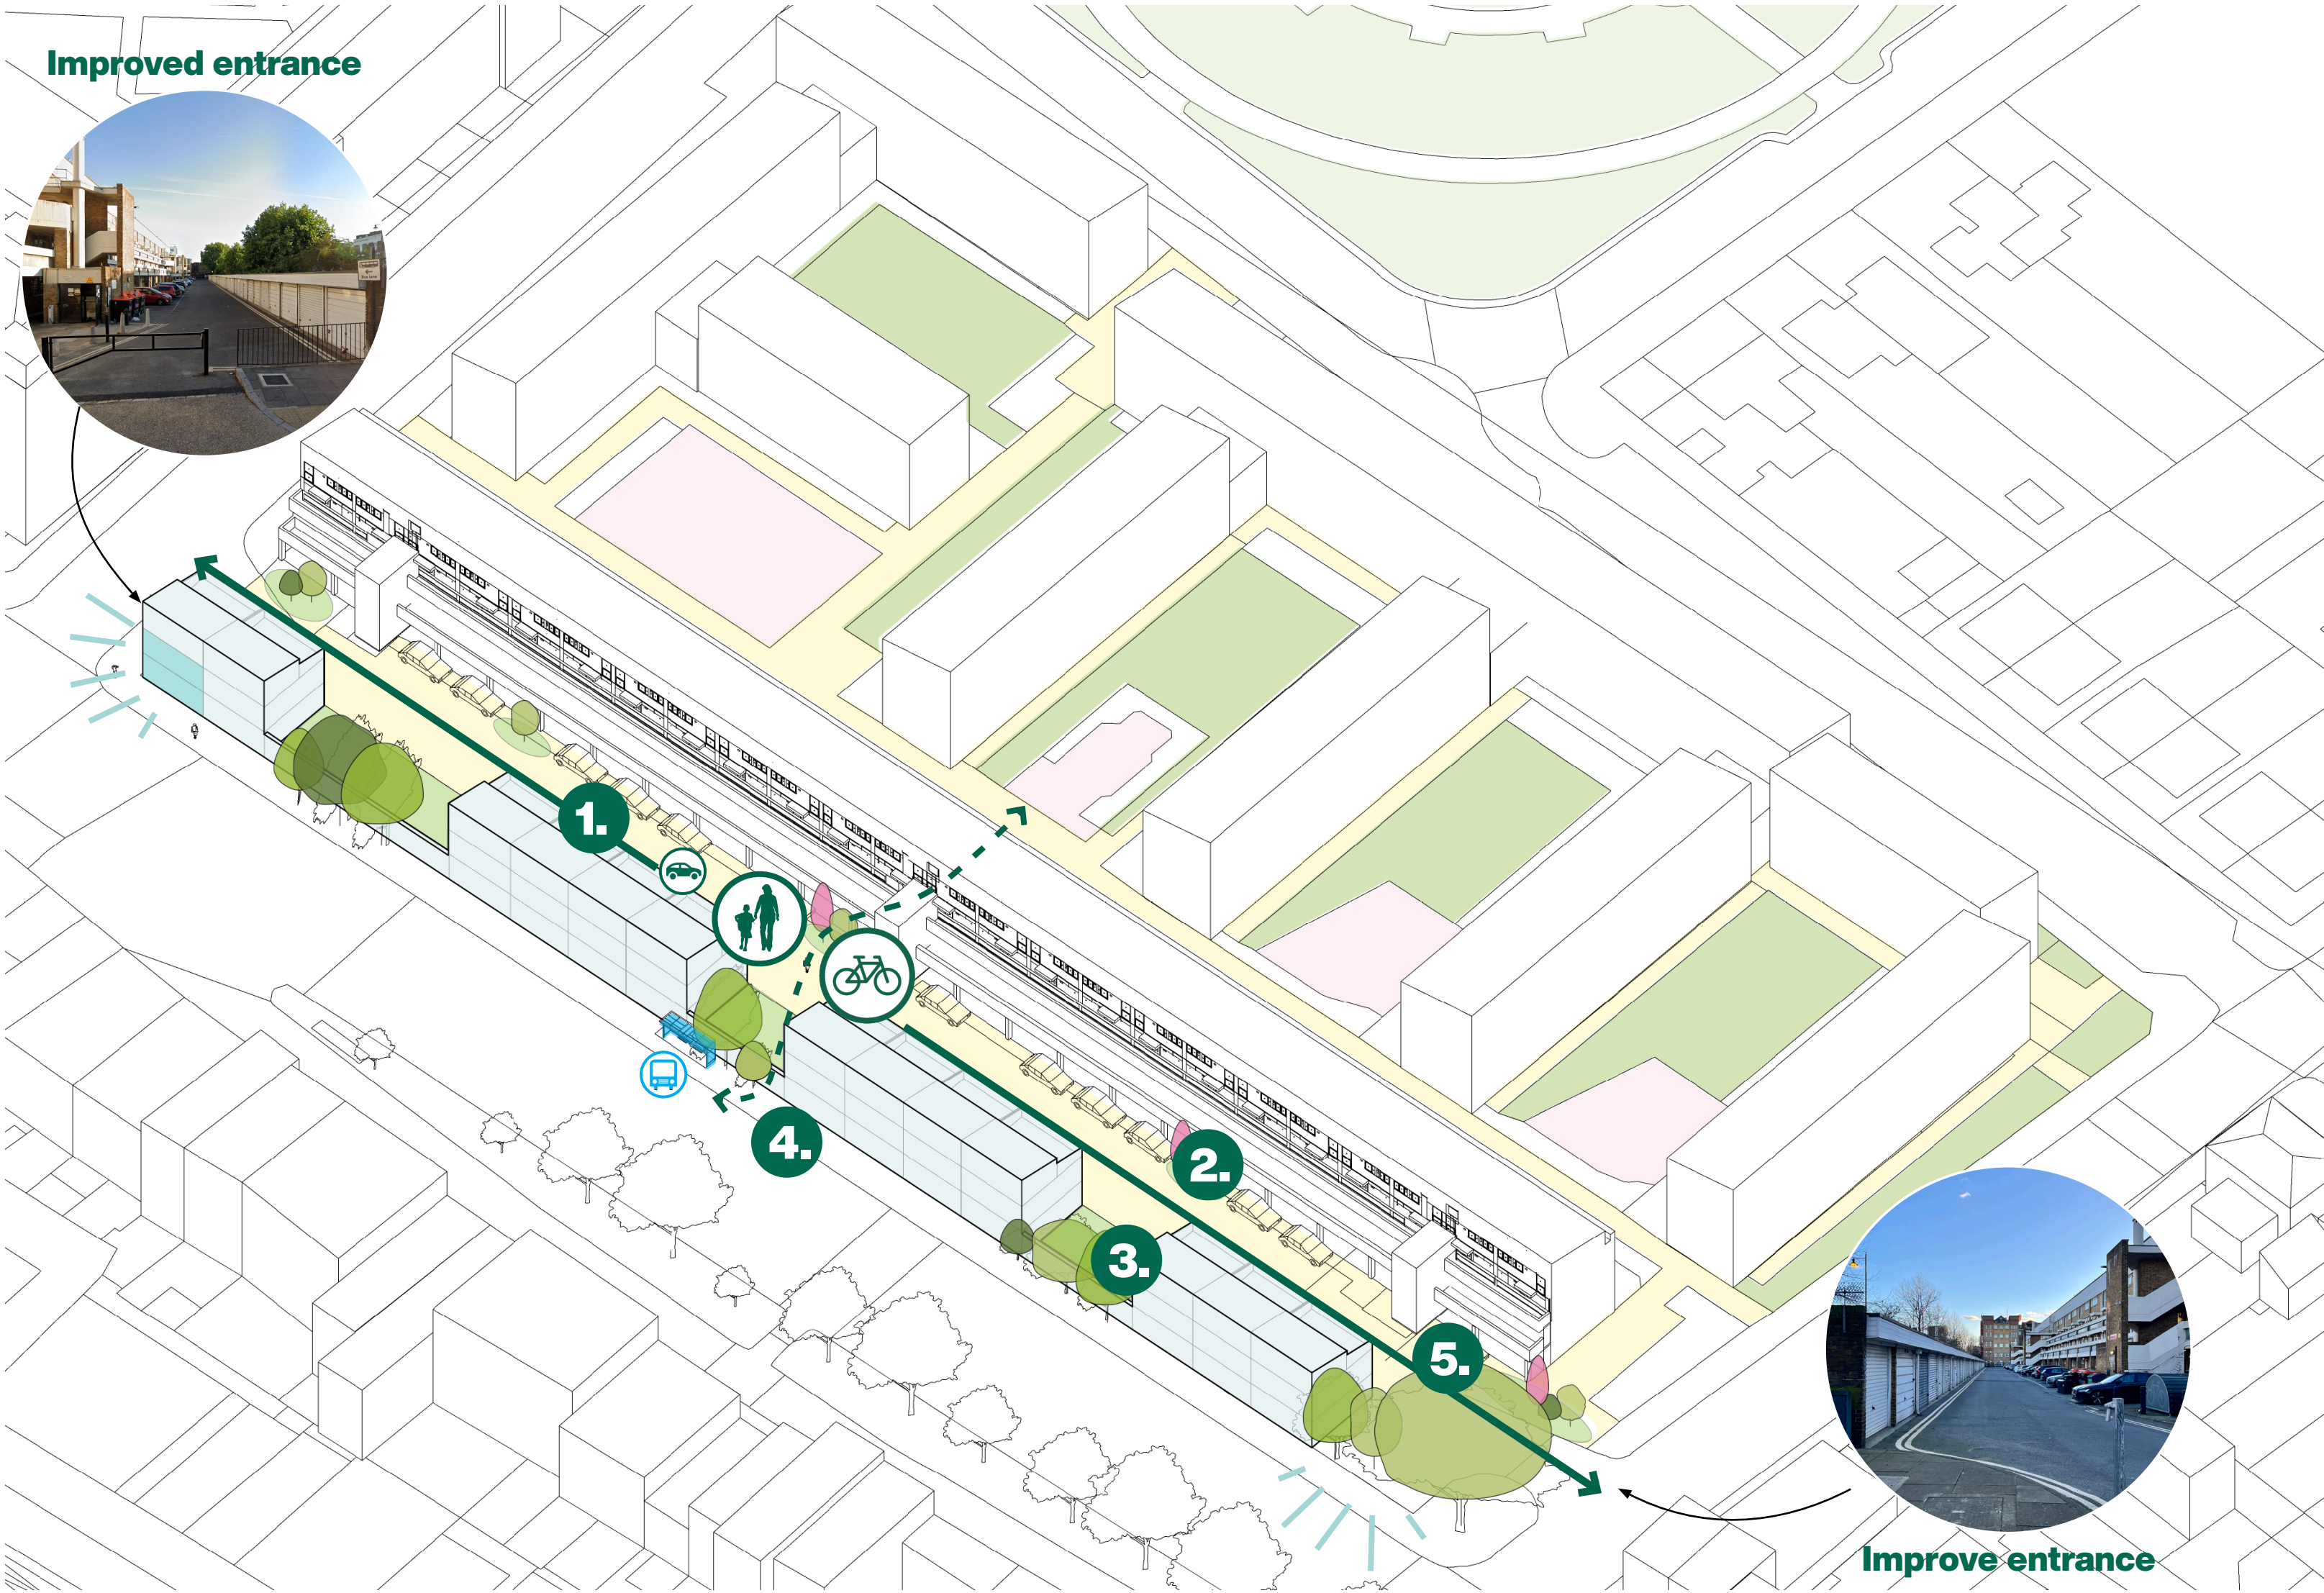 Improved entrance
1.
2.
4.
3.
5.
Improve entrance